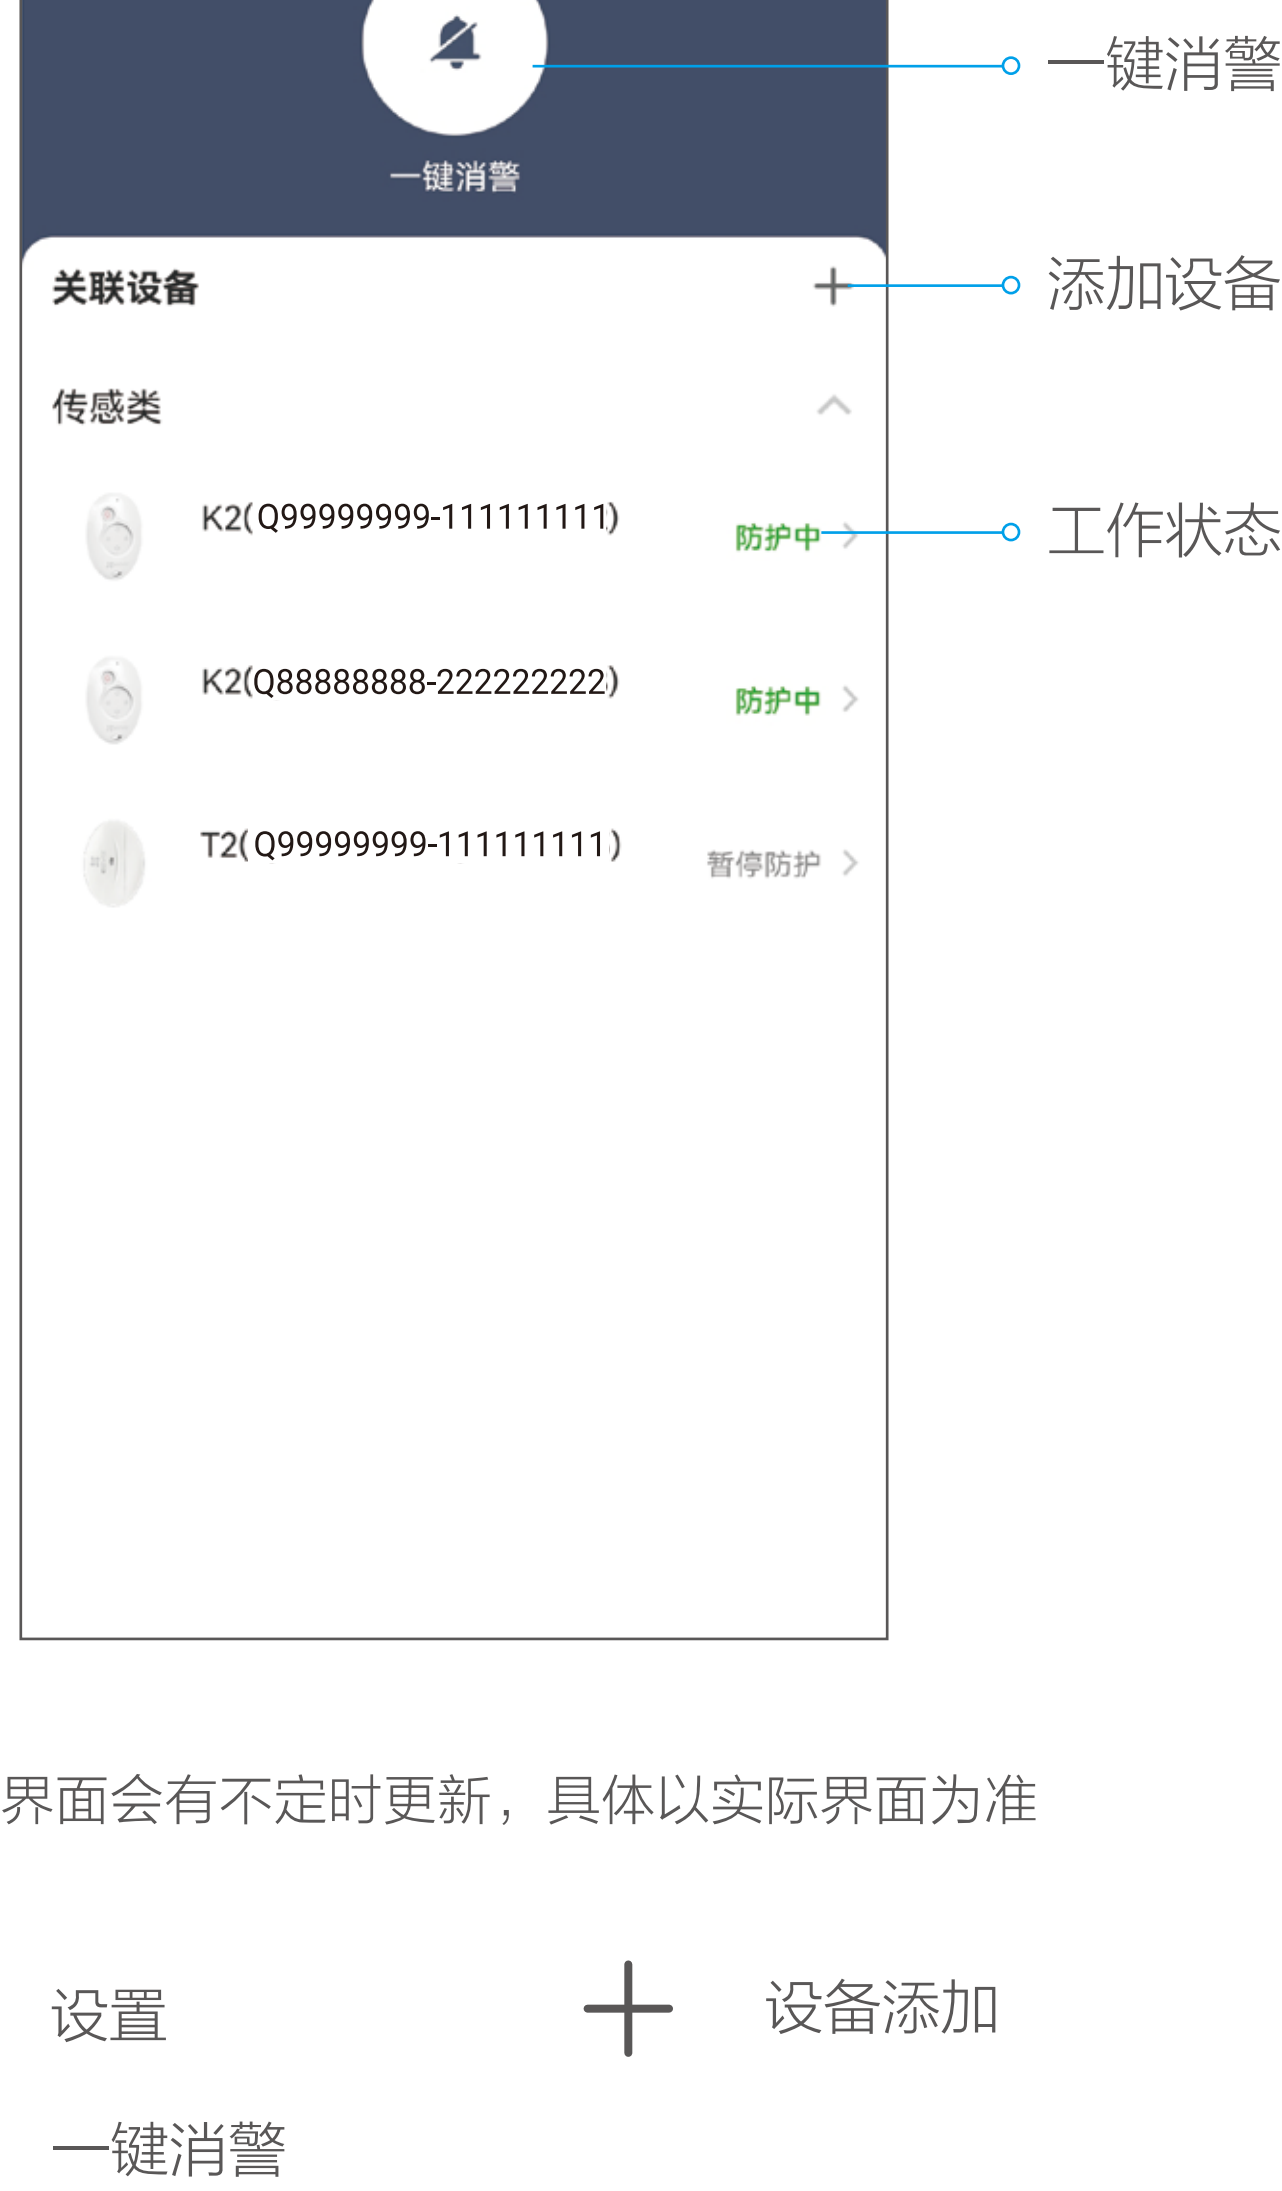 一键消警
一键消警
关联设备
添加设备
传感类
K2(Q99999999-111111111)
防护中
工作状态
K2(Q88888888-222222222)
防护中
T2(Q99999999-111111111)
暂停防护
界面会有不定时更新，具体以实际界面为准
设置
设备添加
一键消警